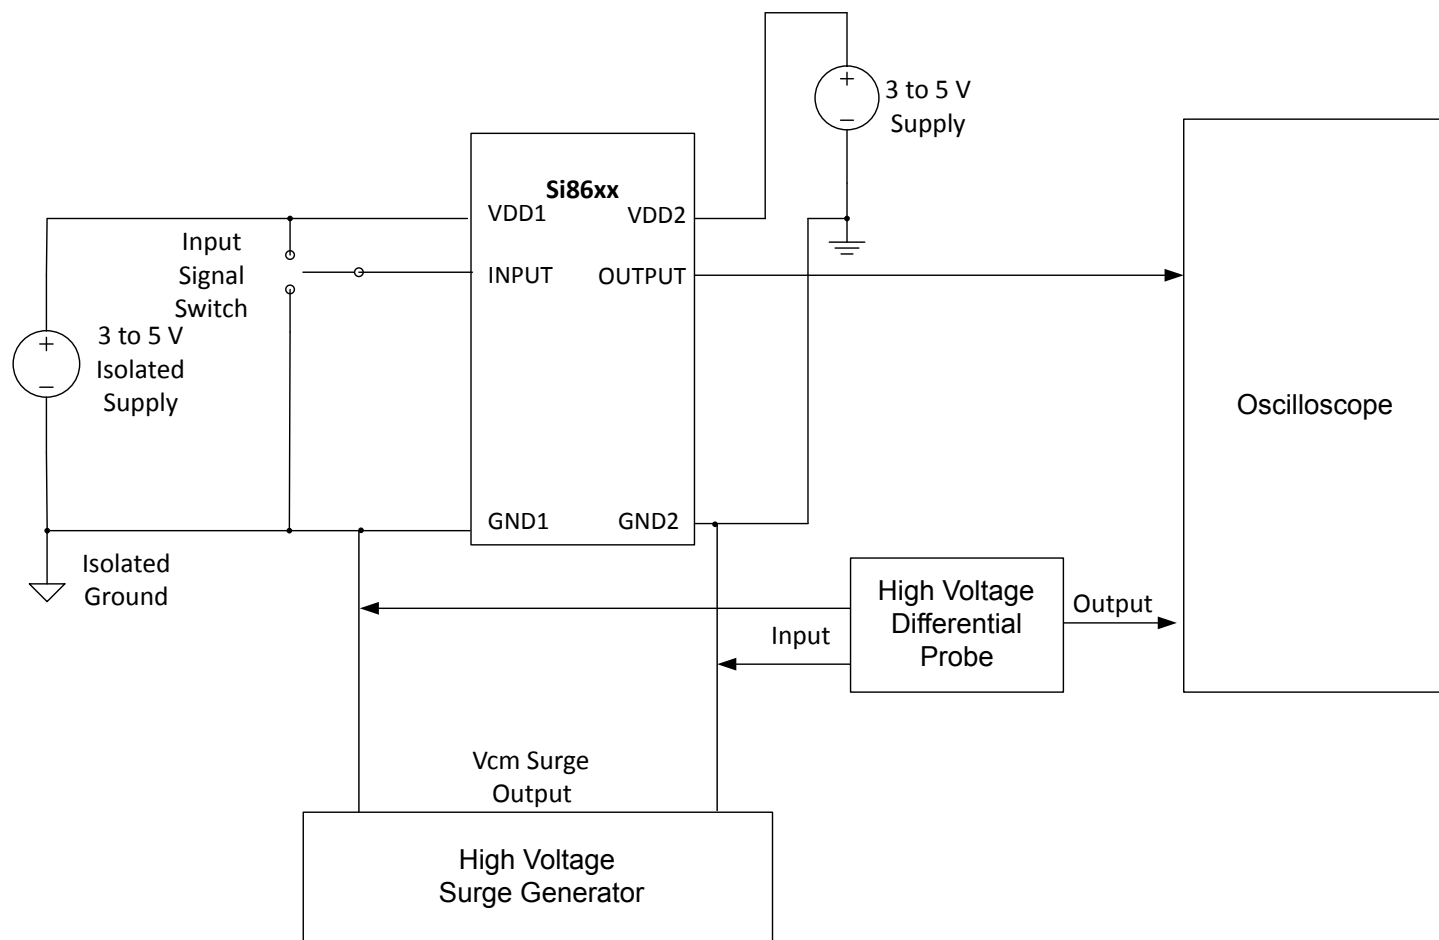 3 to 5 V
Supply
Si86xx
VDD1
VDD2
Input
Signal
Switch
INPUT
OUTPUT
+
−
3 to 5 V
Isolated
Supply
+
−
Oscilloscope
GND1
GND2
Isolated
Ground
High Voltage
Differential
Probe
Output
Input
Vcm Surge
Output
High Voltage
Surge Generator